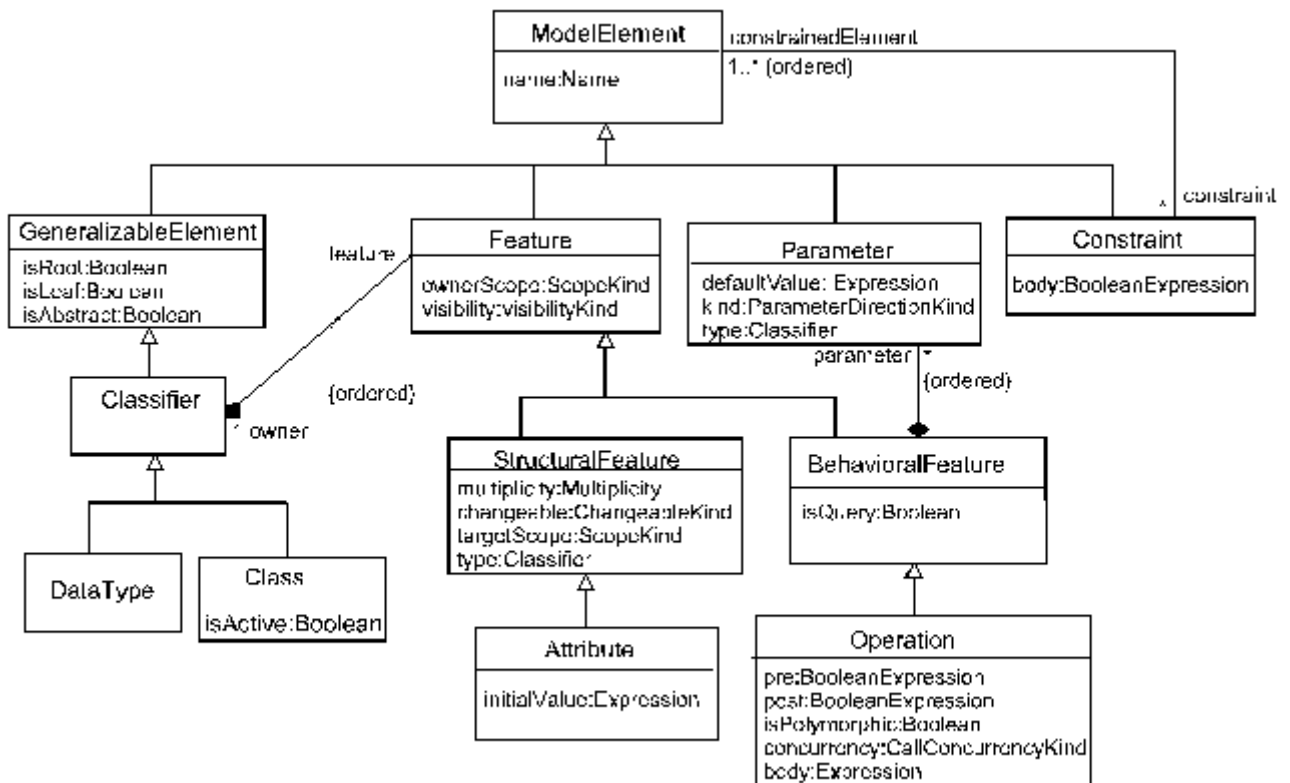 ModelElement
name:Name
constrainedElement
1..* (ordered)
* constraint
GeneralizableElement
isRoot:Boolean
isLeaf:Boolean
isAbstract:Boolean
feature
*
Feature
ownerScope:ScopeKind
visibility:visibilityKind
Parameter
defaultValue: Expression
kind:ParameterDirectionKind
type:Classifier
Constraint
body:BooleanExpression
parameter *
{ordered}
Classifier
{ordered}
* owner
StructuralFeature
multiplicity:Multiplicity
changeable:ChangeableKind
targetScope:ScopeKind
type:Classifier
BehavioralFeature
isQuery:Boolean
DataType
Class
isActive:Boolean
Attribute
initialValue:Expression
Operation
pre:BooleanExpression
post:BooleanExpression
isPolymorphic:Boolean
concurrency:CallConcurrencyKind
body:Expression